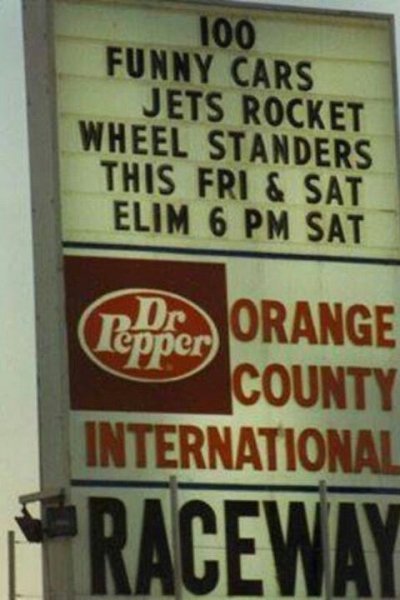 100
FUNNY CARS
JETS ROCKET
WHEEL STANDERS
THIS FRI & SAT
ELIM 6 PM SAT
Dr
Pepper
ORANGE
COUNTY
INTERNATIONAL
RACEWAY